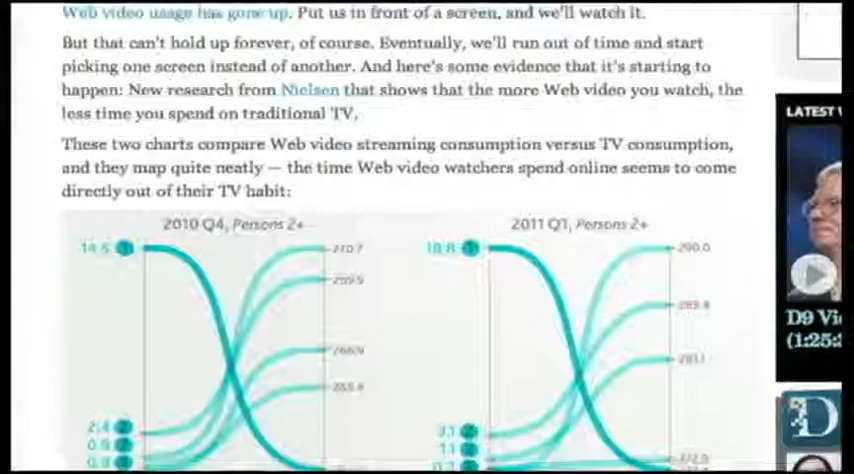 Web video usage has gone up. Put us in front of a screen, and we'll watch it.
But that can't hold up forever, of course. Eventually, we'll run out of time and start
picking one screen instead of another. And here's some evidence that it's starting to
happen: New research from Nielsen that shows that the more Web video you watch, the
less time you spend on traditional TV.
These two charts compare Web video streaming consumption versus TV consumption,
and they map quite neatly — the time Web video watchers spend online seems to come
directly out of their TV habit:
2010 Q4, Persons 2+
2011 Q1, Persons 2+
14.5 1
18.8 1
290.0
2
2
LATEST
D9 Vi
(1:25:
D